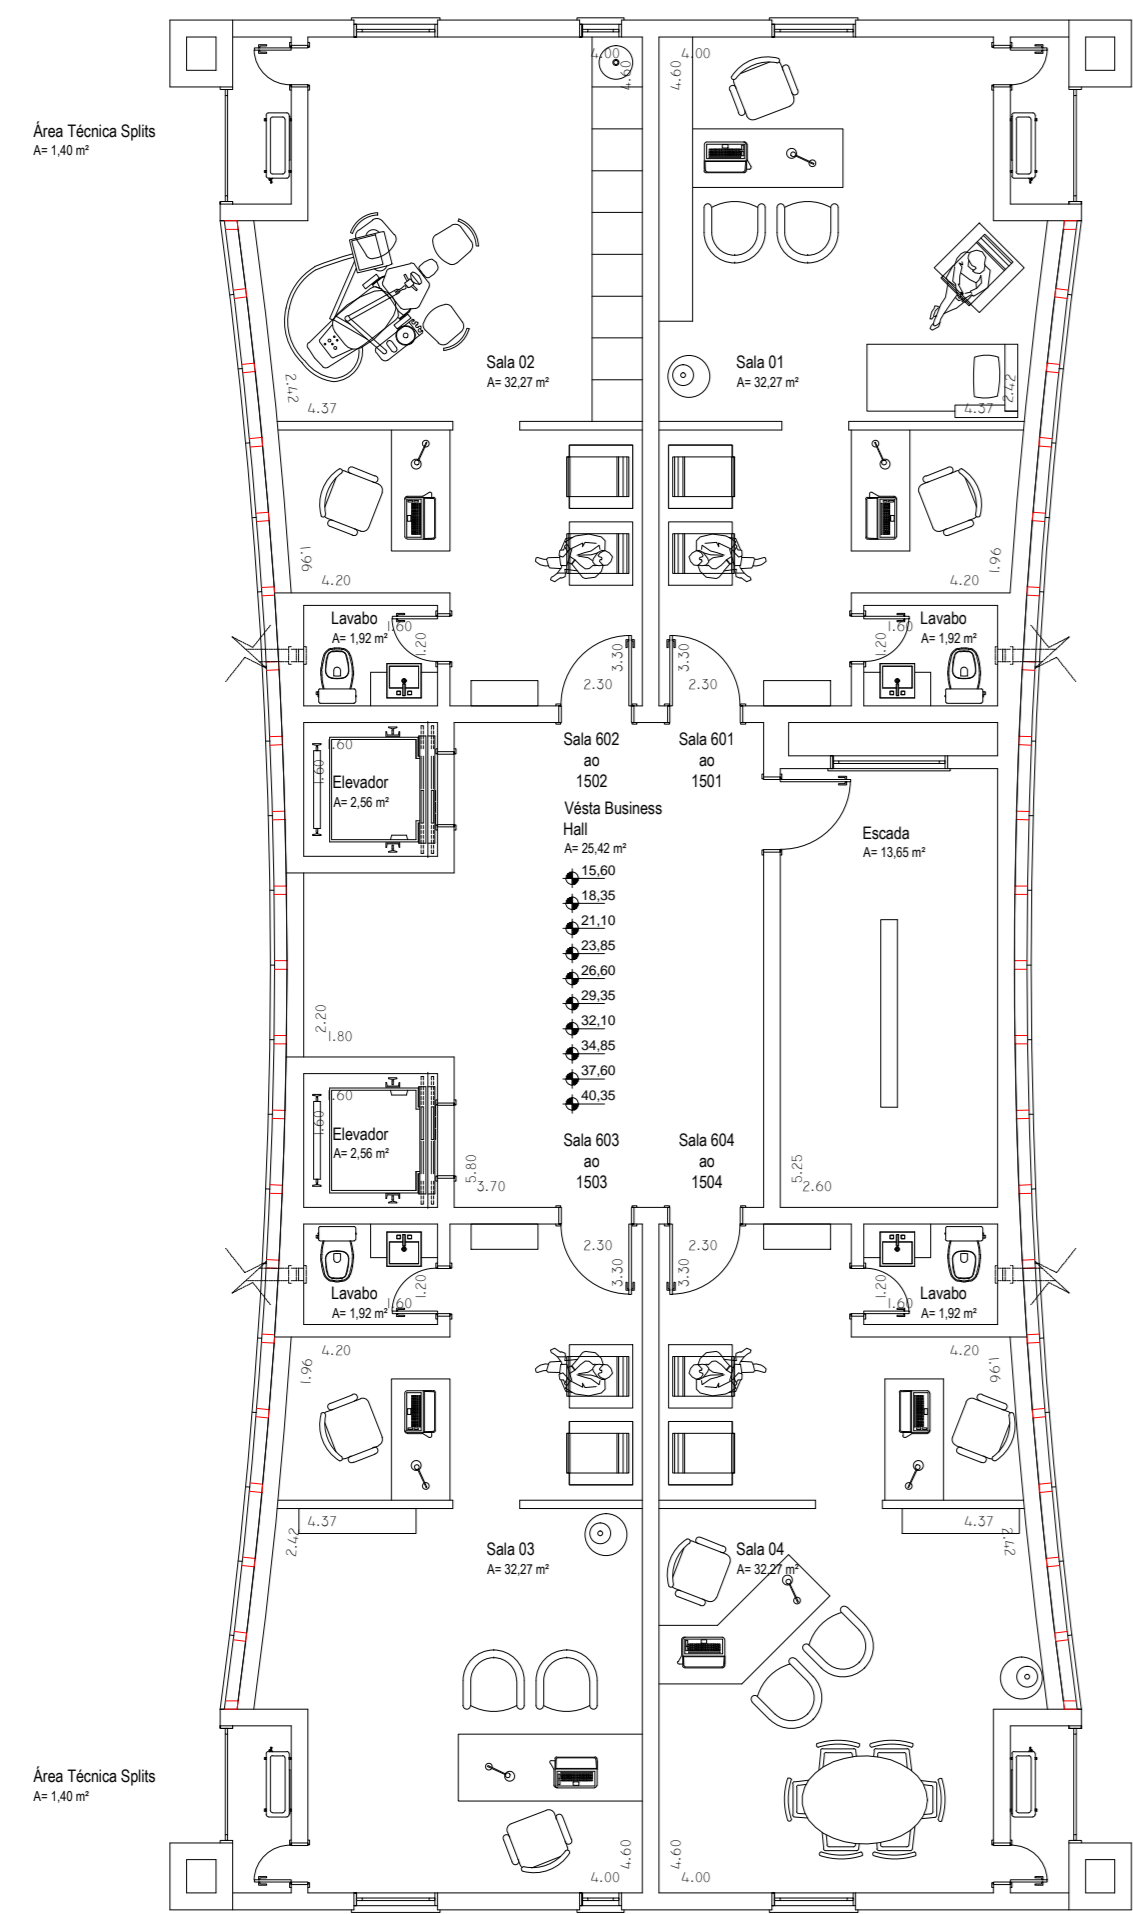 4.00
4.60
4.60
4.00
Área Técnica Splits
A= 1,40 m²
Sala 02
A= 32,27 m²
Sala 01
A= 32,27 m²
2.42
4.37
2.42
4.37
1.96
4.20
1.96
4.20
Lavabo
A= 1,92 m²
1.60
1.20
3.30
2.30
3.30
2.30
Lavabo
A= 1,92 m²
1.60
1.20
Sala 602
ao
1502
Sala 601
ao
1501
1.60
1.60
Elevador
A= 2,56 m²
Vésta Business
Hall
A= 25,42 m²
Escada
A= 13,65 m²
15,60
18,35
21,10
23,85
26,60
29,35
32,10
34,85
37,60
40,35
2.20
1.80
1.60
1.60
Elevador
A= 2,56 m²
Sala 603
ao
1503
Sala 604
ao
1504
5.80
3.70
5.25
2.60
2.30
3.30
2.30
3.30
Lavabo
A= 1,92 m²
1.20
1.60
Lavabo
A= 1,92 m²
1.20
1.60
4.20
1.96
4.20
1.96
4.37
2.42
4.37
2.42
Sala 03
A= 32,27 m²
Sala 04
A= 32,27 m²
Área Técnica Splits
A= 1,40 m²
4.60
4.00
4.60
4.00